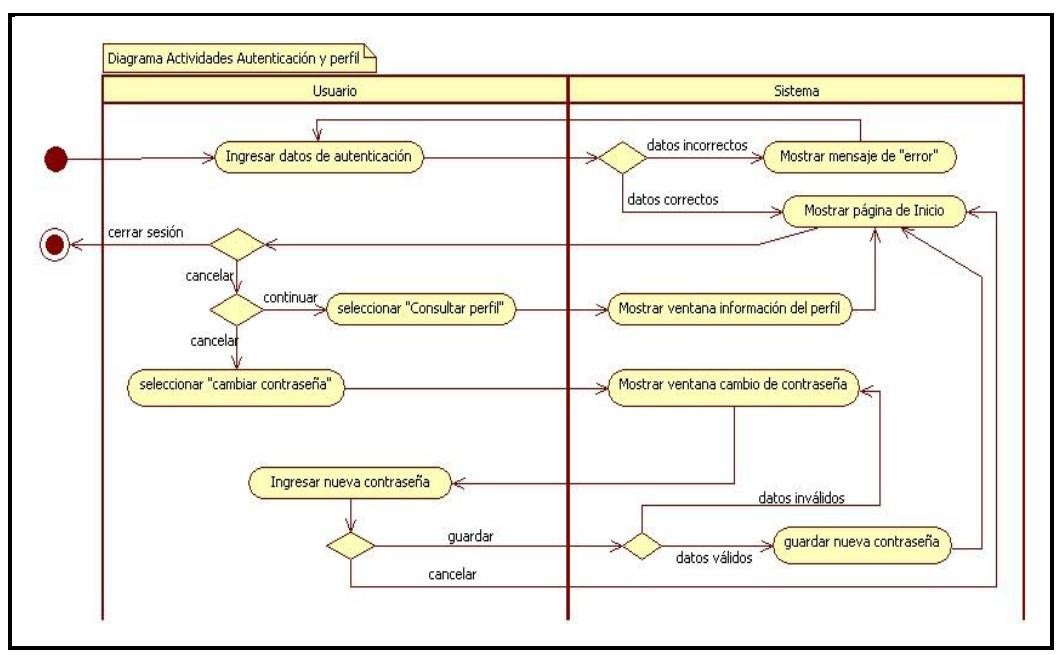 Diagrama Actividades Autenticación y perfil
Usuario
Sistema
Ingresar datos de autenticación
datos incorrectos
Mostrar mensaje de "error"
datos correctos
Mostrar página de Inicio
cerrar sesión
cancelar
continuar
seleccionar "Consultar perfil"
Mostrar ventana información del perfil
cancelar
seleccionar "cambiar contraseña"
Mostrar ventana cambio de contraseña
Ingresar nueva contraseña
datos inválidos
guardar
datos válidos
guardar nueva contraseña
cancelar